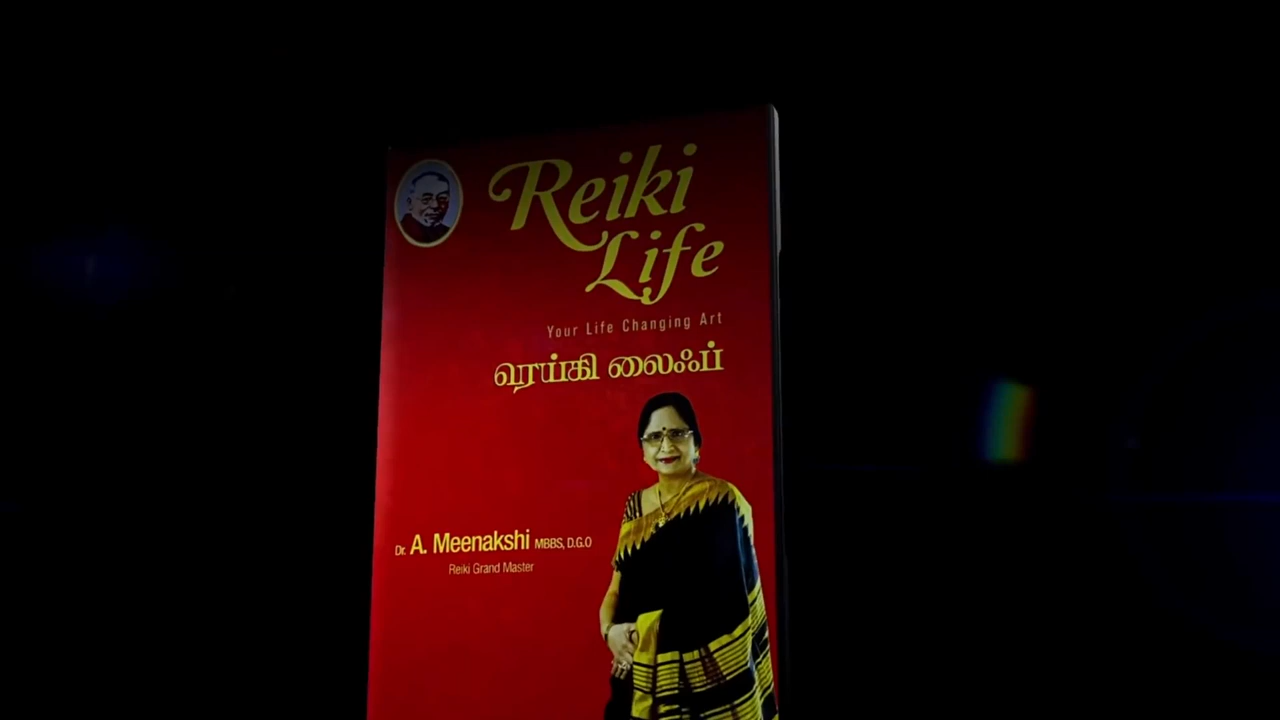 Reiki
Life
Your Life Changing Art
ரெய்கி லைஃப்
Dr. A. Meenakshi MBBS, D.G.O
Reiki Grand Master